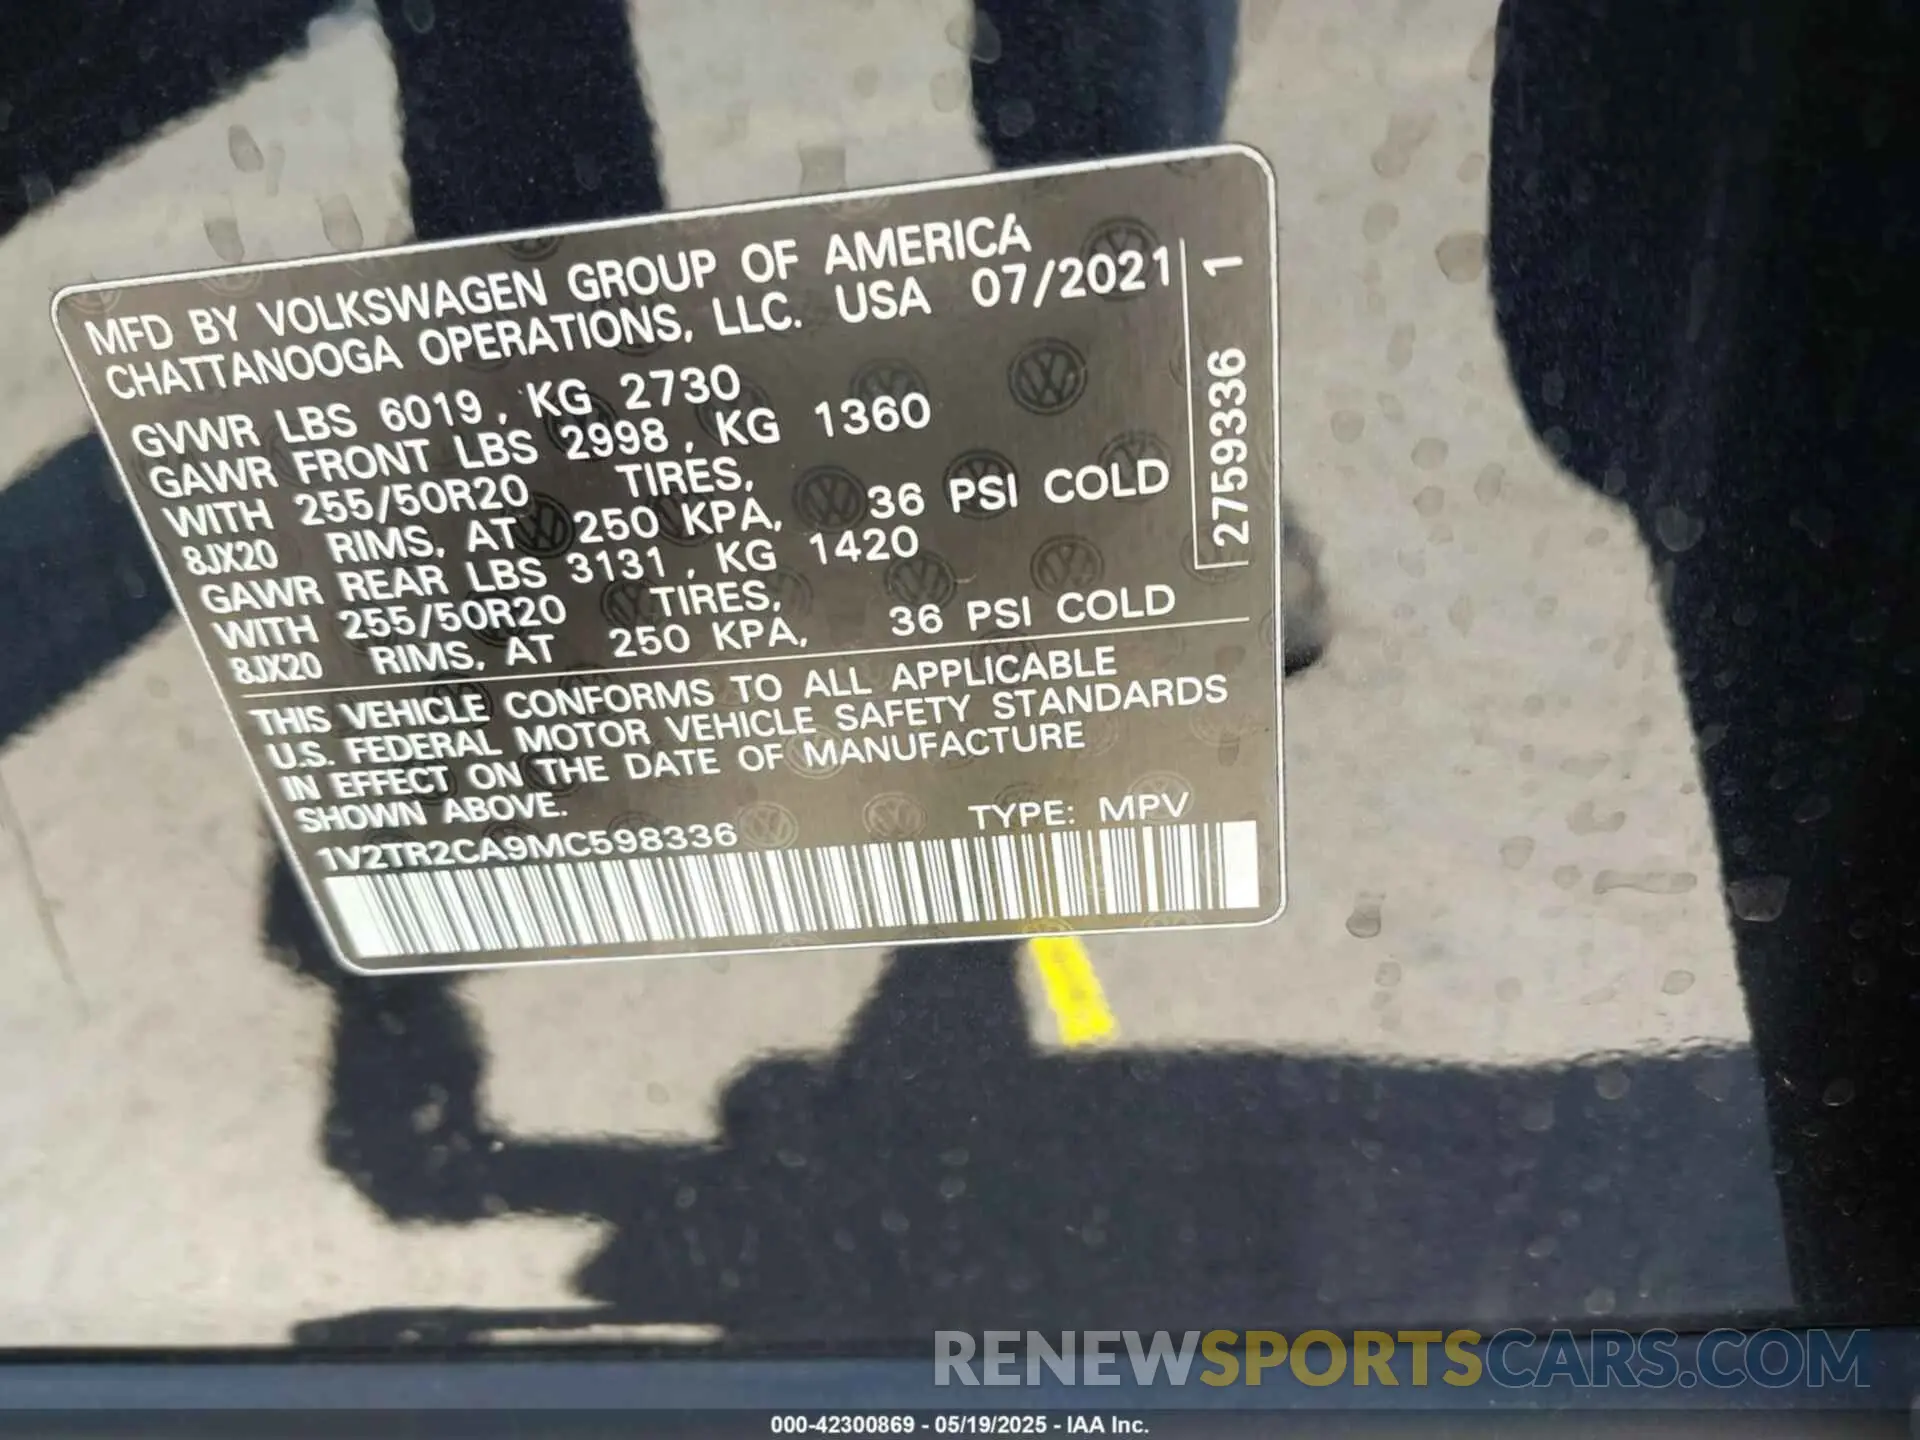 MFD BY VOLKSWAGEN GROUP OF AMERICA
CHATTANOOGA OPERATIONS, LLC. USA 07/2021
GVWR LBS 6019, KG 2730
GAWR FRONT LBS 2998, KG 1360
WITH 255/50R20 TIRES,
8JX20 RIMS, AT 250 KPA, 36 PSI COLD
GAWR REAR LBS 3131, KG 1420
WITH 255/50R20 TIRES,
8JX20 RIMS, AT 250 KPA, 36 PSI COLD
THIS VEHICLE CONFORMS TO ALL APPLICABLE
U.S. FEDERAL MOTOR VEHICLE SAFETY STANDARDS
IN EFFECT ON THE DATE OF MANUFACTURE
SHOWN ABOVE.
1V2TR2CA9MC598336 TYPE: MPV
2759336 1
RENEWSPORTSCARS.COM
000-42300869 - 05/19/2025 - IAA Inc.